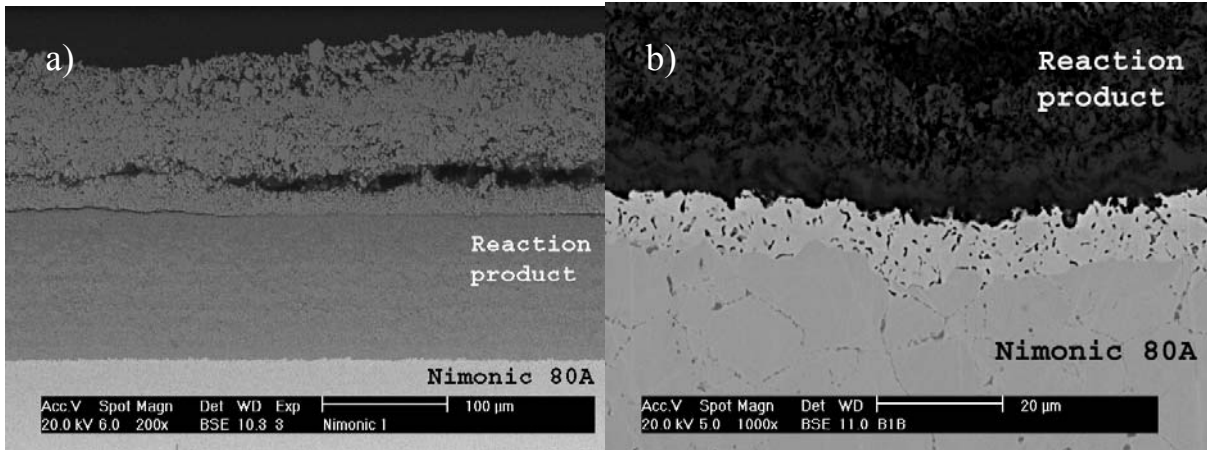 a)
Reaction
product
Nimonic 80A
Acc.V Spot Magn Det WD Exp
20.0 kV 6.0 200x BSE 10.3 3 Nimonic 1
100 µm
b)
Reaction
product
Nimonic 80A
Acc.V Spot Magn Det WD
20.0 kV 5.0 1000x BSE 11.0 B1B
20 µm